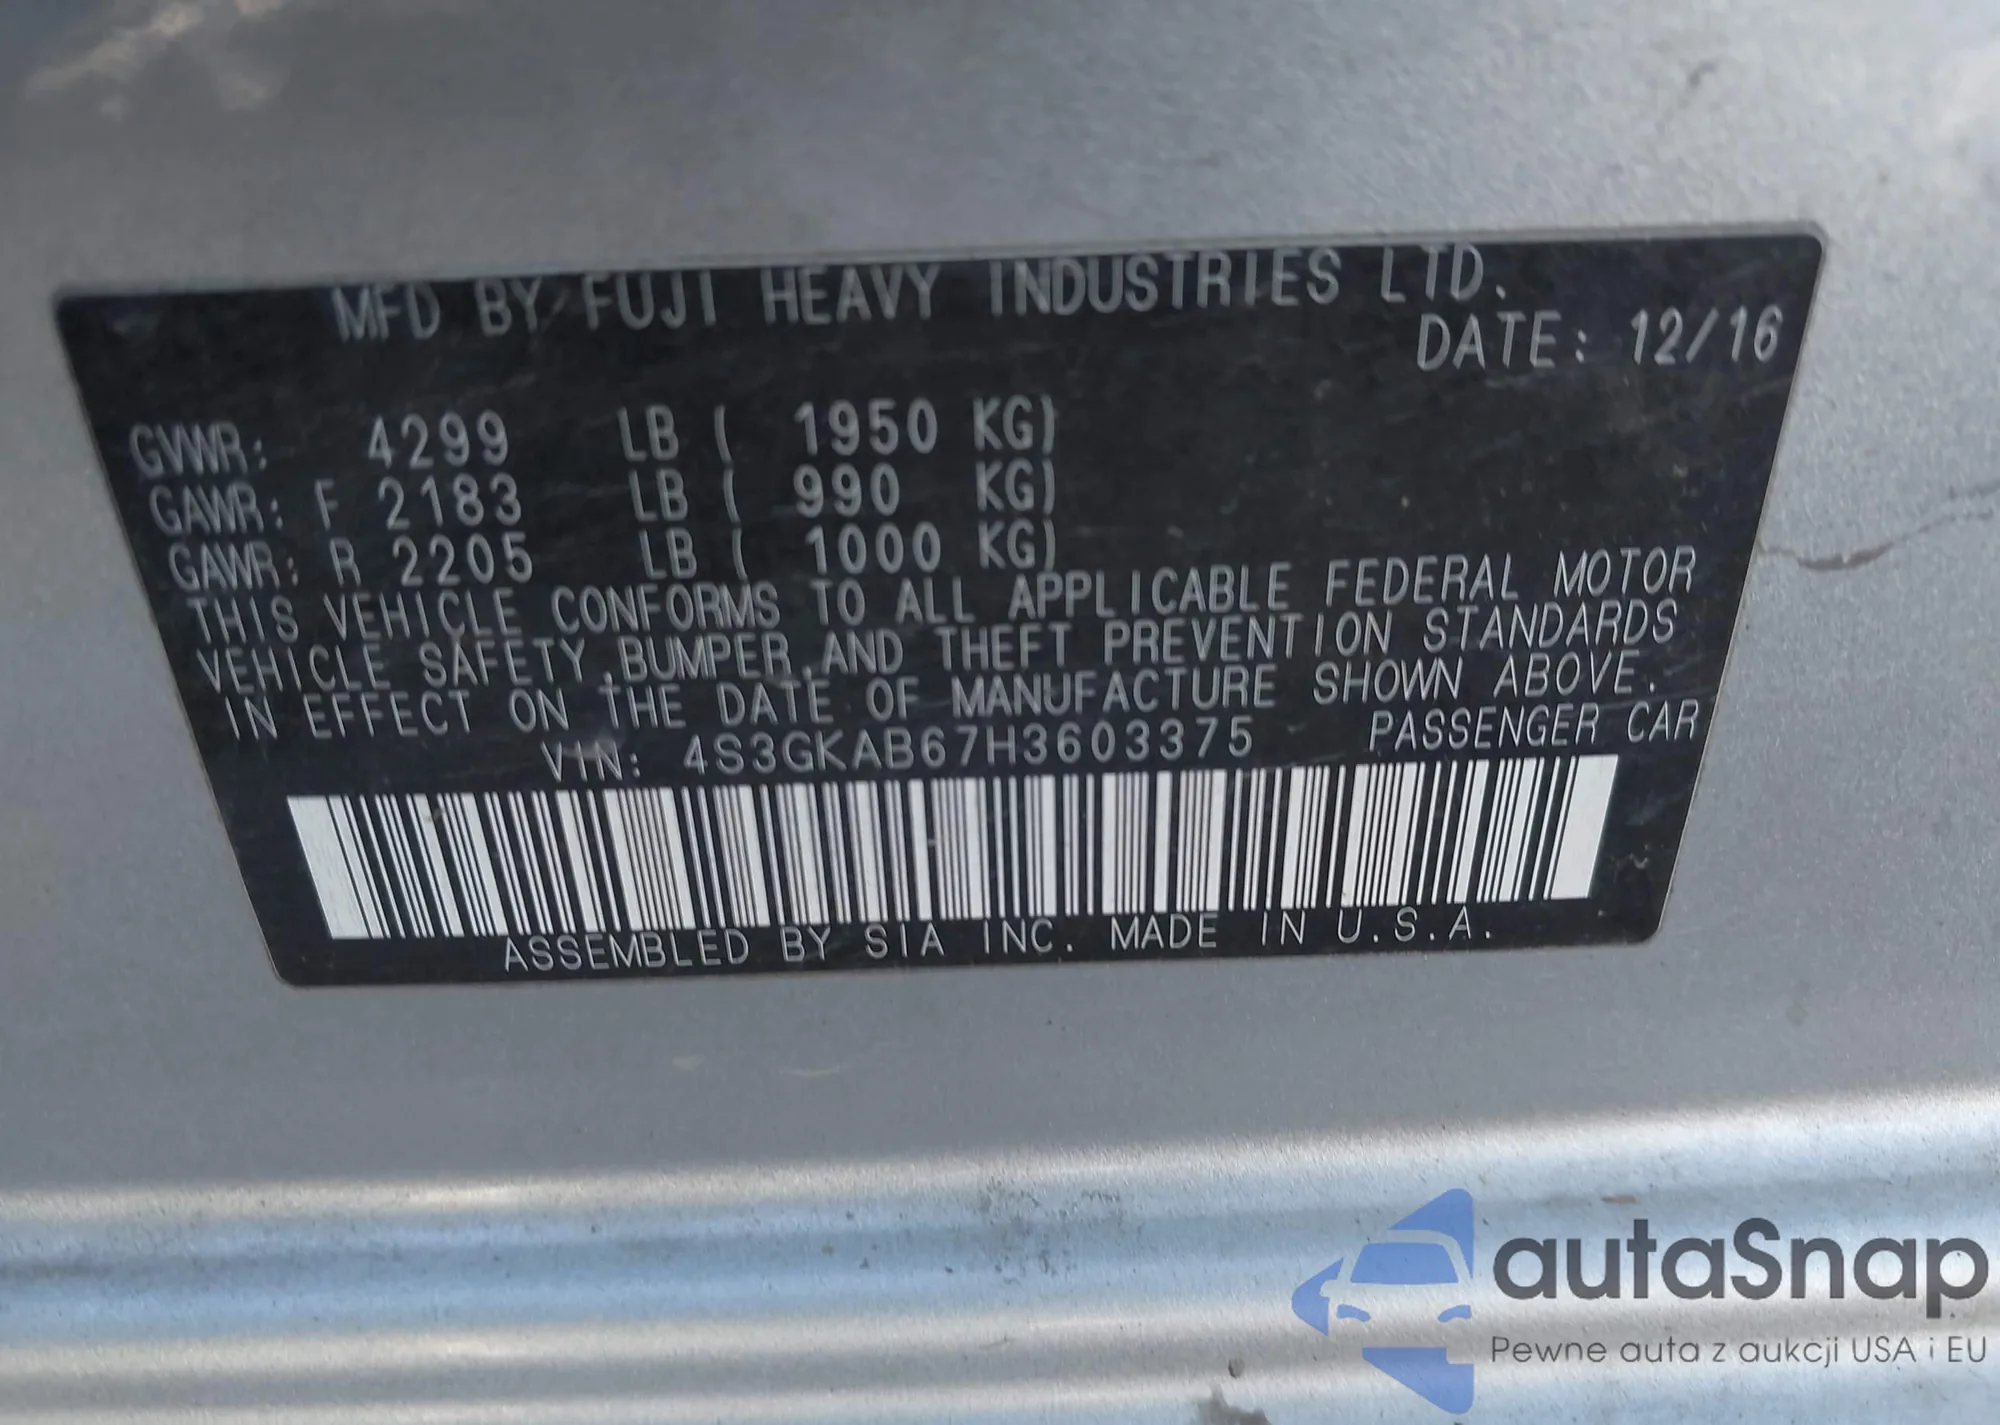 MFD BY FUJI HEAVY INDUSTRIES LTD.
DATE: 12/16
GVWR: 4299 LB ( 1950 KG)
GAWR: F 2183 LB ( 990 KG)
GAWR: R 2205 LB ( 1000 KG)
THIS VEHICLE CONFORMS TO ALL APPLICABLE FEDERAL MOTOR
VEHICLE SAFETY,BUMPER,AND THEFT PREVENTION STANDARDS
IN EFFECT ON THE DATE OF MANUFACTURE SHOWN ABOVE.
VIN: 4S3GKAB67H3603375 PASSENGER CAR
ASSEMBLED BY SIA INC. MADE IN U.S.A.
autaSnap
Pewne auta z aukcji USA i EU